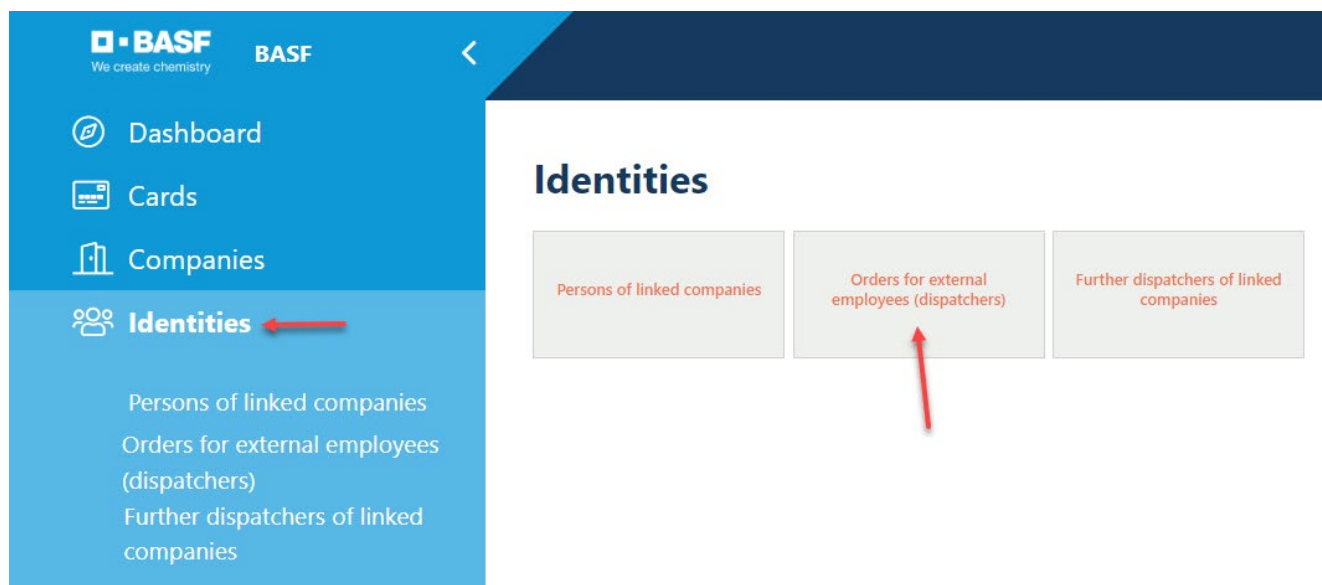 BASF
We create chemistry
BASF
Dashboard
Cards
Companies
Identities
Persons of linked companies
Orders for external employees
(dispatchers)
Further dispatchers of linked
companies
Identities
Persons of linked companies
Orders for external
employees (dispatchers)
Further dispatchers of linked
companies